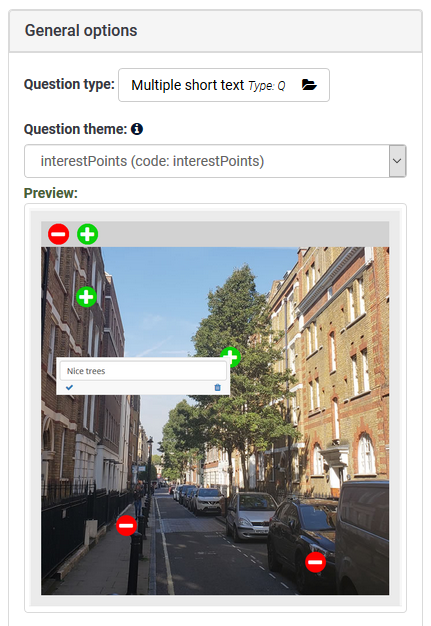 General options
Question type: Multiple short text Type: Q
Question theme:
interestPoints (code: interestPoints)
Preview:
Nice trees